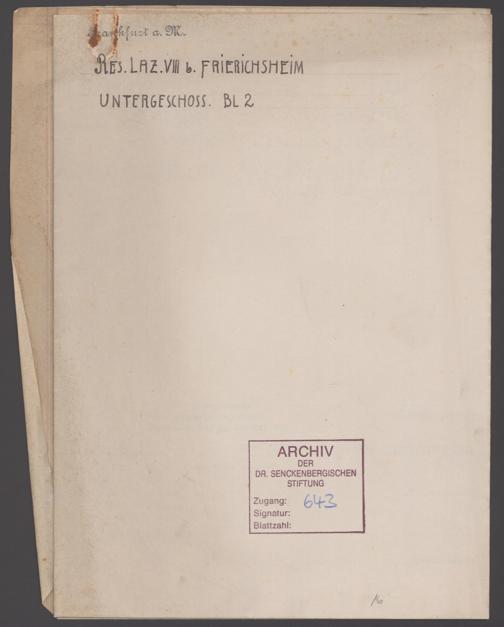 Frankfurt a. M.
RES. LAZ. VIII b. FRIERICHSHEIM
UNTERGESCHOSS. BL 2
ARCHIV
DER
DR. SENCKENBERGISCHEN
STIFTUNG
Zugang: 643
Signatur:
Blattzahl: